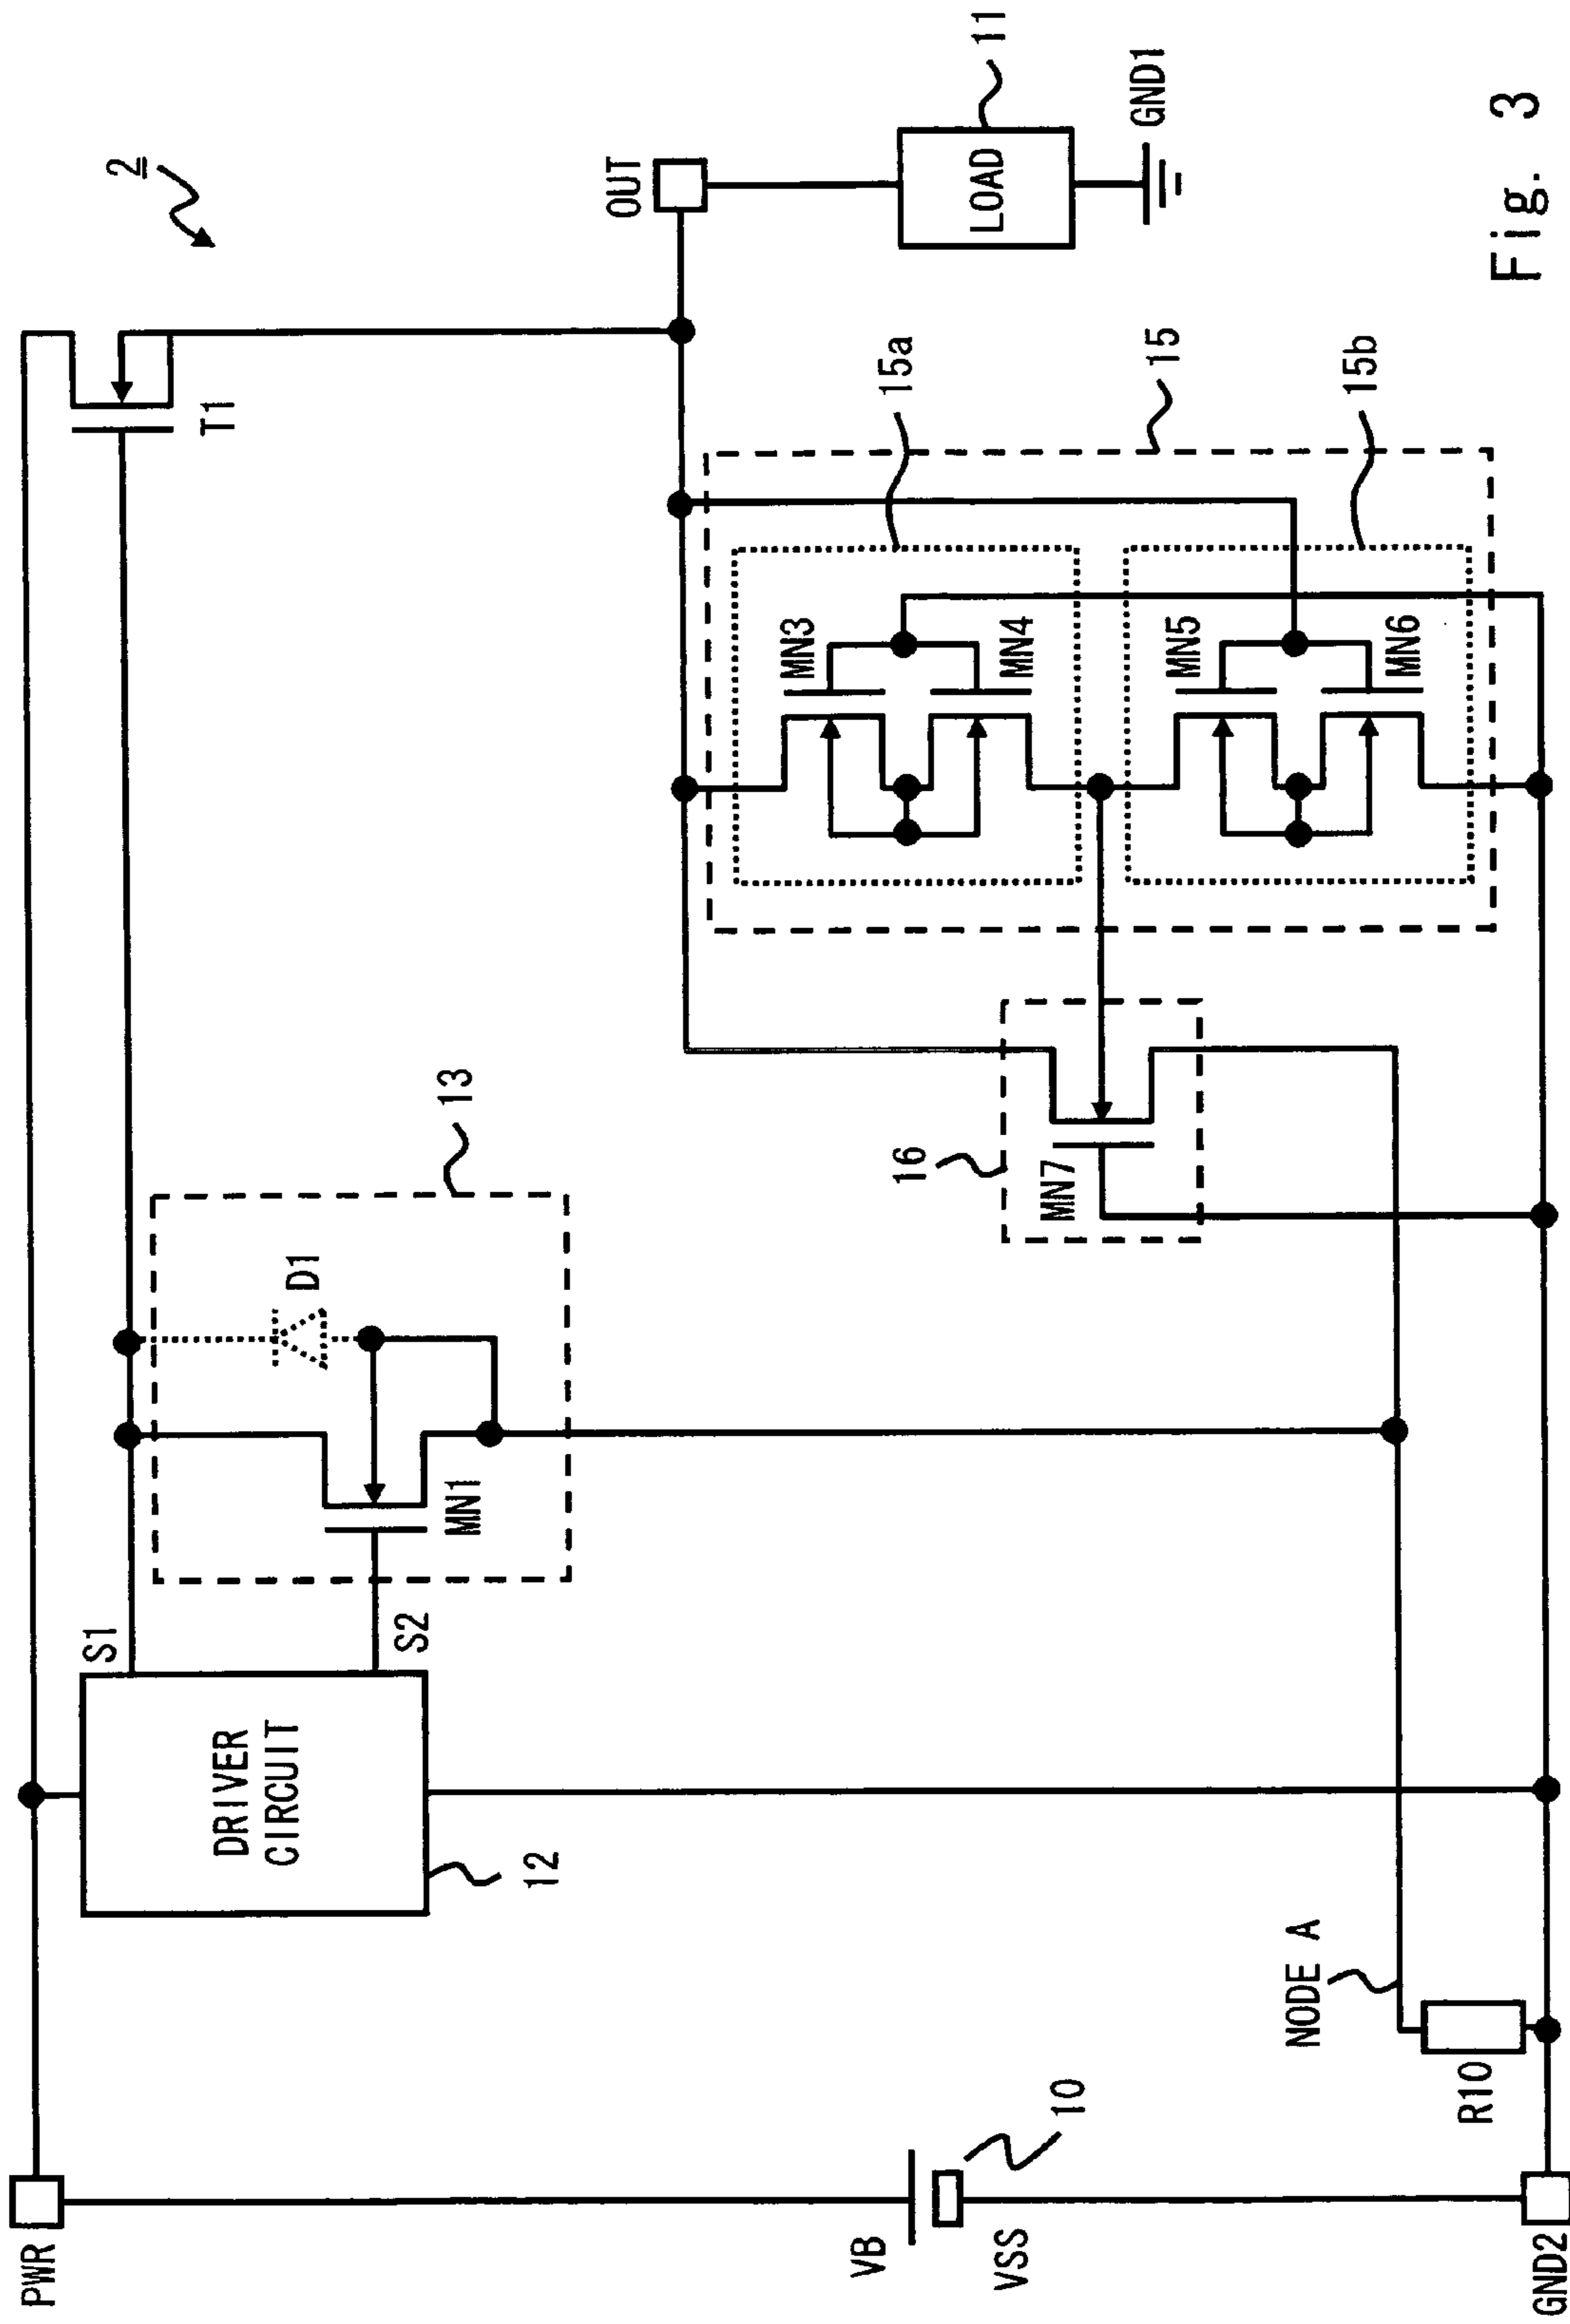 2
PWR
T1
S1
DRIVER
CIRCUIT
12
S2
MN1
D1
13
OUT
LOAD
11
GND1
15a
15
15b
MN3
MN4
MN5
MN6
16
MN7
VB
VSS
10
NODE A
R10
GND2
Fig. 3